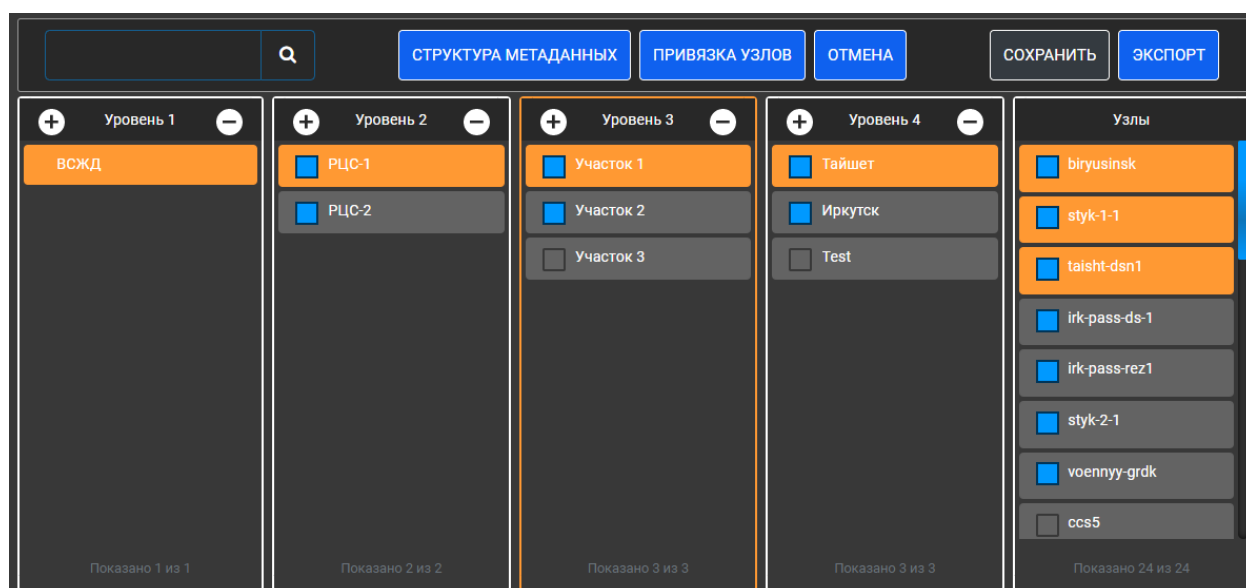 СТРУКТУРА МЕТАДАННЫХ
ПРИВЯЗКА УЗЛОВ
ОТМЕНА
СОХРАНИТЬ
ЭКСПОРТ
Уровень 1
ВСЖД
Показано 1 из 1
Уровень 2
РЦС-1
РЦС-2
Показано 2 из 2
Уровень 3
Участок 1
Участок 2
Участок 3
Показано 3 из 3
Уровень 4
Тайшет
Иркутск
Test
Показано 3 из 3
Узлы
biryusinsk
styk-1-1
taisht-dsn1
irk-pass-ds-1
irk-pass-rez1
styk-2-1
voennyy-grdk
ccs5
Показано 24 из 24